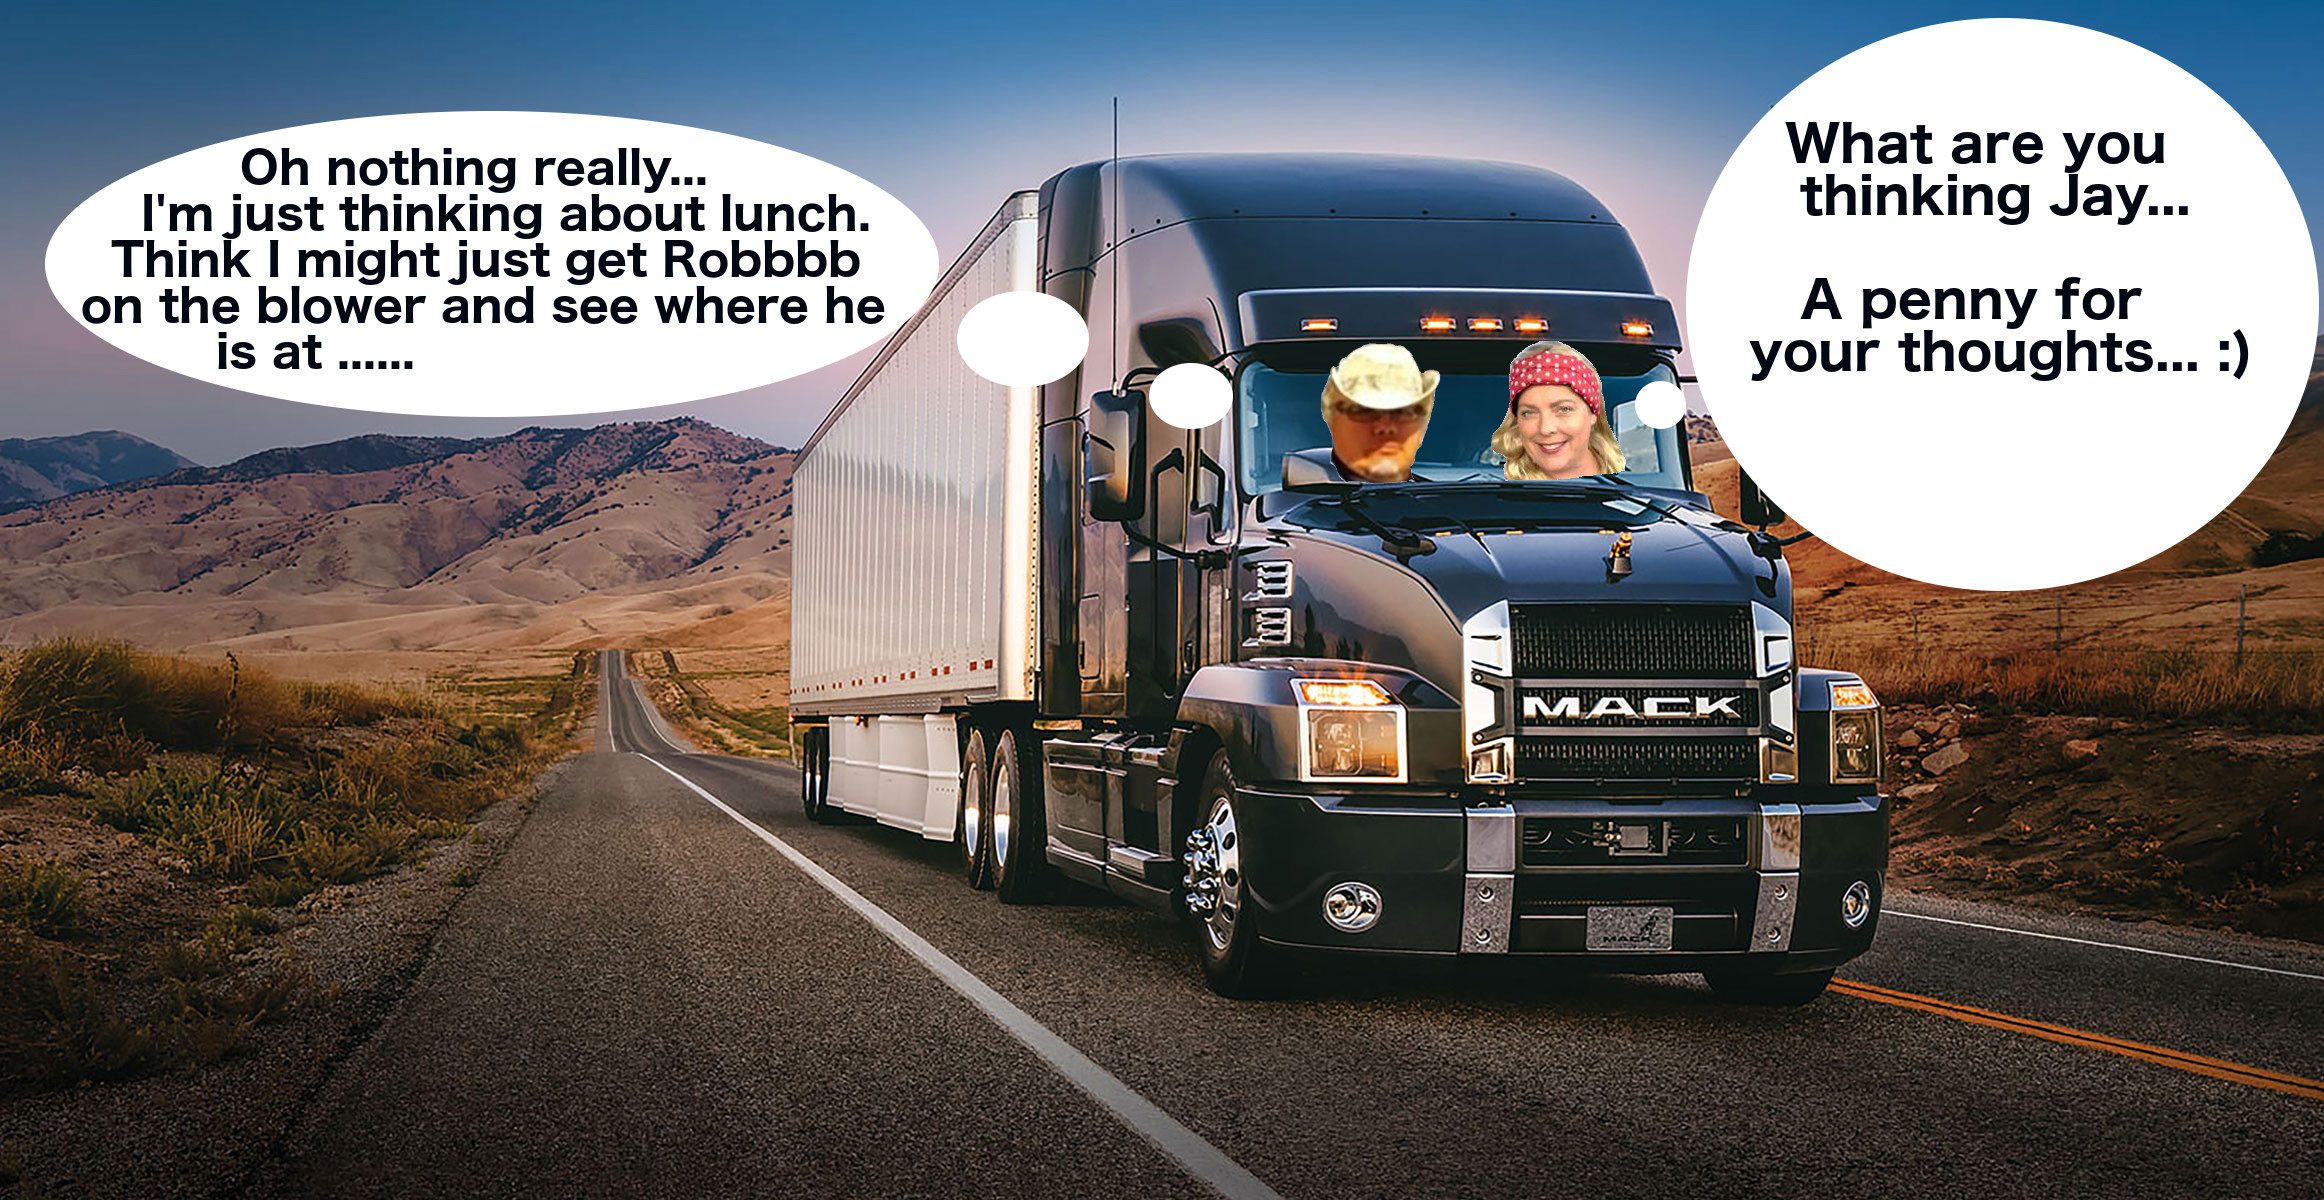 Oh nothing really...
I'm just thinking about lunch.
Think I might just get Robbbb
on the blower and see where he
is at ......
What are you
thinking Jay...
A penny for
your thoughts... :)
MACK
MACK